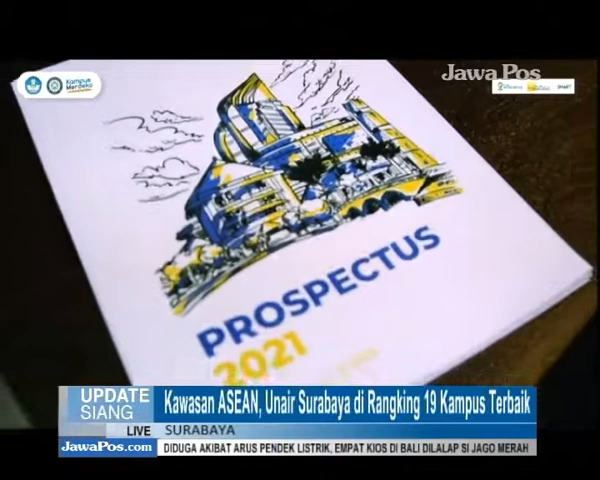 Kampus
Merdeka
Jawa Pos
PROSPECTUS
2021
UPDATE
SIANG
Kawasan ASEAN, Unair Surabaya di Rangking 19 Kampus Terbaik
LIVE
SURABAYA
JawaPos.com
DIDUGA AKIBAT ARUS PENDEK LISTRIK, EMPAT KIOS DI BALI DILALAP SI JAGO MERAH